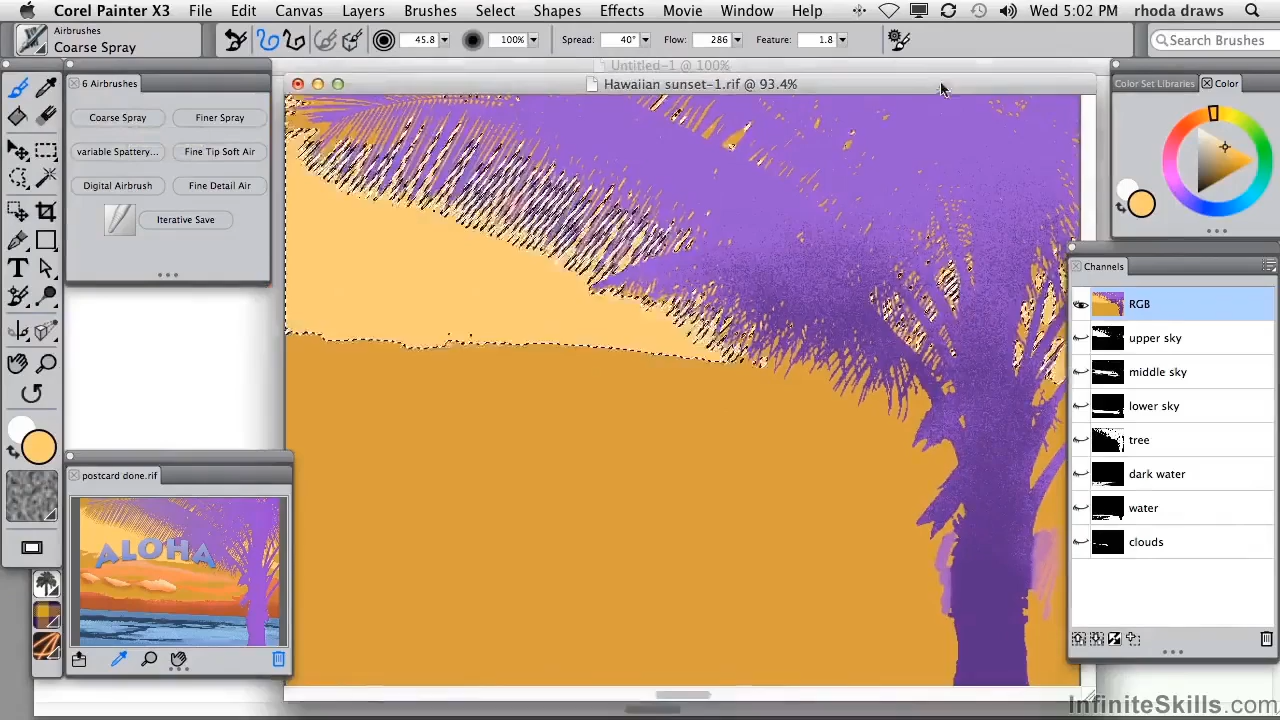 Corel Painter X3 File Edit Canvas Layers Brushes Select Shapes Effects Movie Window Help Wed 5:02 PM rhoda draws
Airbrushes
Coarse Spray
45.8 100% Spread: 40° Flow: 286 Feature: 1.8 Search Brushes
Untitled-1 @ 100%
Hawaiian sunset-1.rif @ 93.4%
6 Airbrushes
Color Set Libraries Color
Coarse Spray Finer Spray
variable Spattery... Fine Tip Soft Air
Digital Airbrush Fine Detail Air
Iterative Save
T
Channels
RGB
upper sky
middle sky
lower sky
tree
dark water
water
clouds
postcard done.rif
ALOHA
InfiniteSkills.com